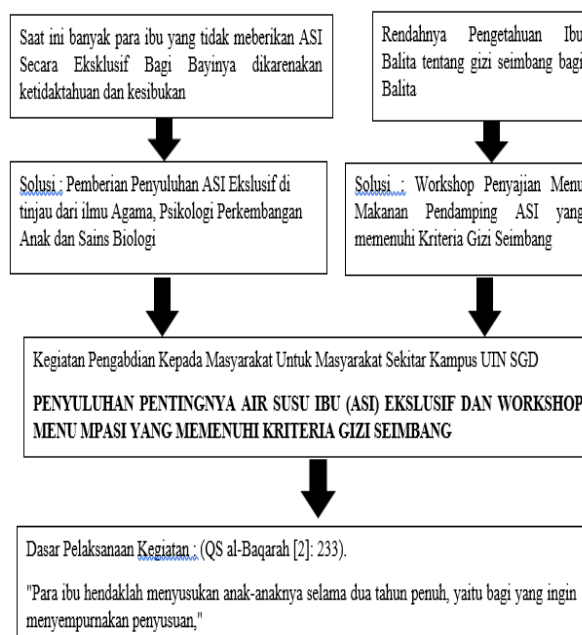 Saat ini banyak para ibu yang tidak meberikan ASI
Secara Eksklusif Bagi Bayinya dikarenakan
ketidaktahuan dan kesibukan
Rendahnya Pengetahuan Ibu
Balita tentang gizi seimbang bagi
Balita
Solusi : Pemberian Penyuluhan ASI Ekslusif di
tinjau dari ilmu Agama, Psikologi Perkembangan
Anak dan Sains Biologi
Solusi : Workshop Penyajian Menu
Makanan Pendamping ASI yang
memenuhi Kriteria Gizi Seimbang
Kegiatan Pengabdian Kepada Masyarakat Untuk Masyarakat Sekitar Kampus UIN SGD
PENYULUHAN PENTINGNYA AIR SUSU IBU (ASI) EKSLUSIF DAN WORKSHOP
MENU MPASI YANG MEMENUHI KRITERIA GIZI SEIMBANG
Dasar Pelaksanaan Kegiatan : (QS al-Baqarah [2]: 233).
"Para ibu hendaklah menyusukan anak-anaknya selama dua tahun penuh, yaitu bagi yang ingin
menyempurnakan penyusuan,"